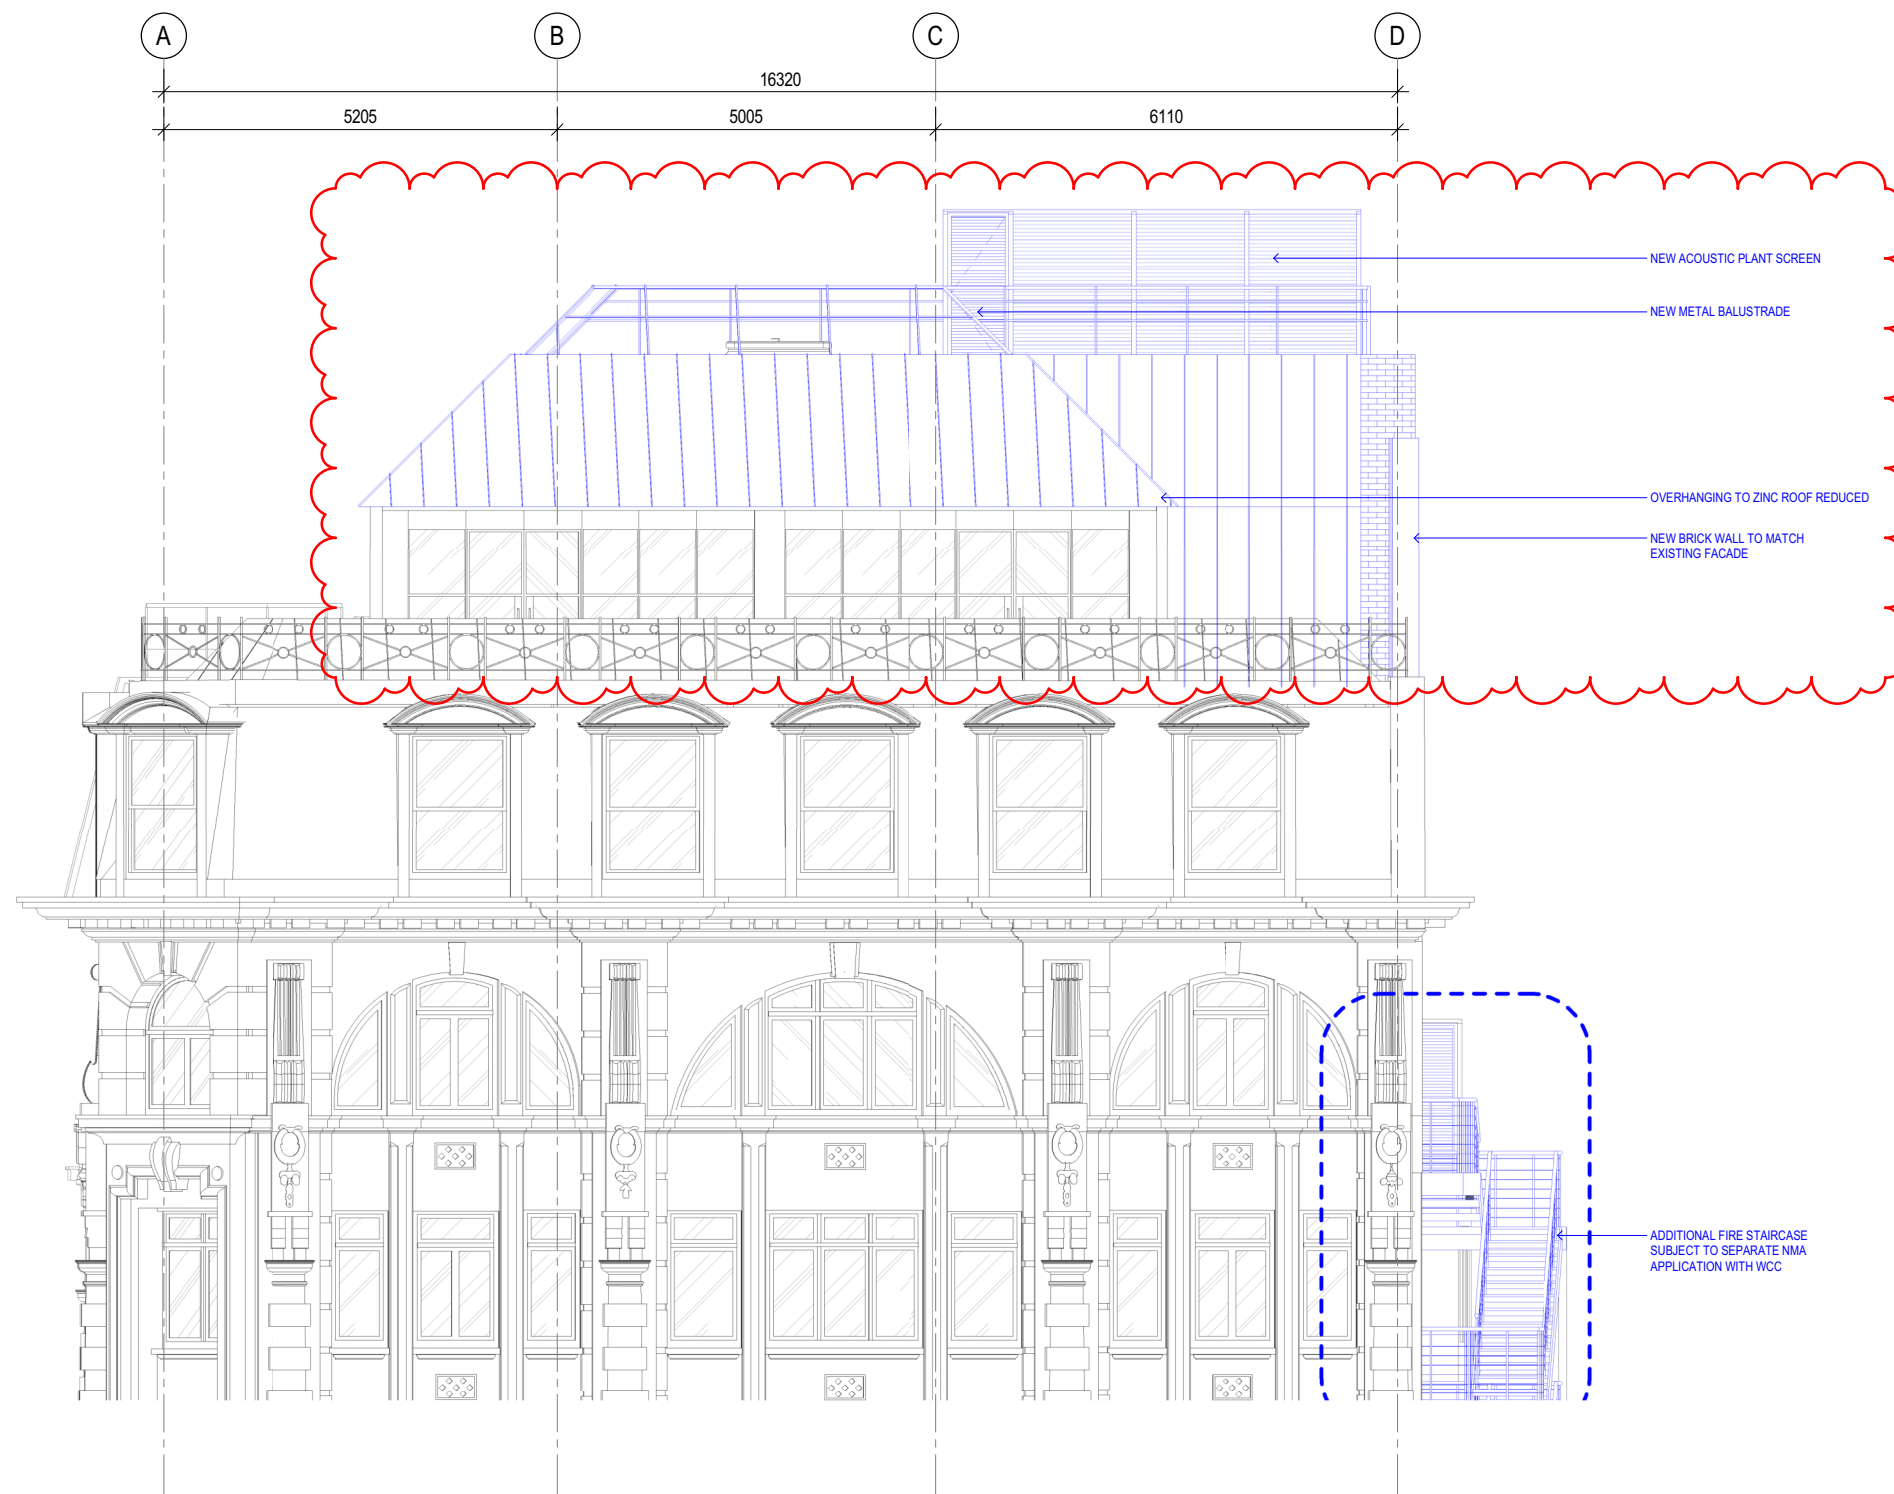 A B C D
16320
5205 5005 6110
NEW ACOUSTIC PLANT SCREEN
NEW METAL BALUSTRADE
OVERHANGING TO ZINC ROOF REDUCED
NEW BRICK WALL TO MATCH
EXISTING FACADE
ADDITIONAL FIRE STAIRCASE
SUBJECT TO SEPARATE NMA
APPLICATION WITH WCC